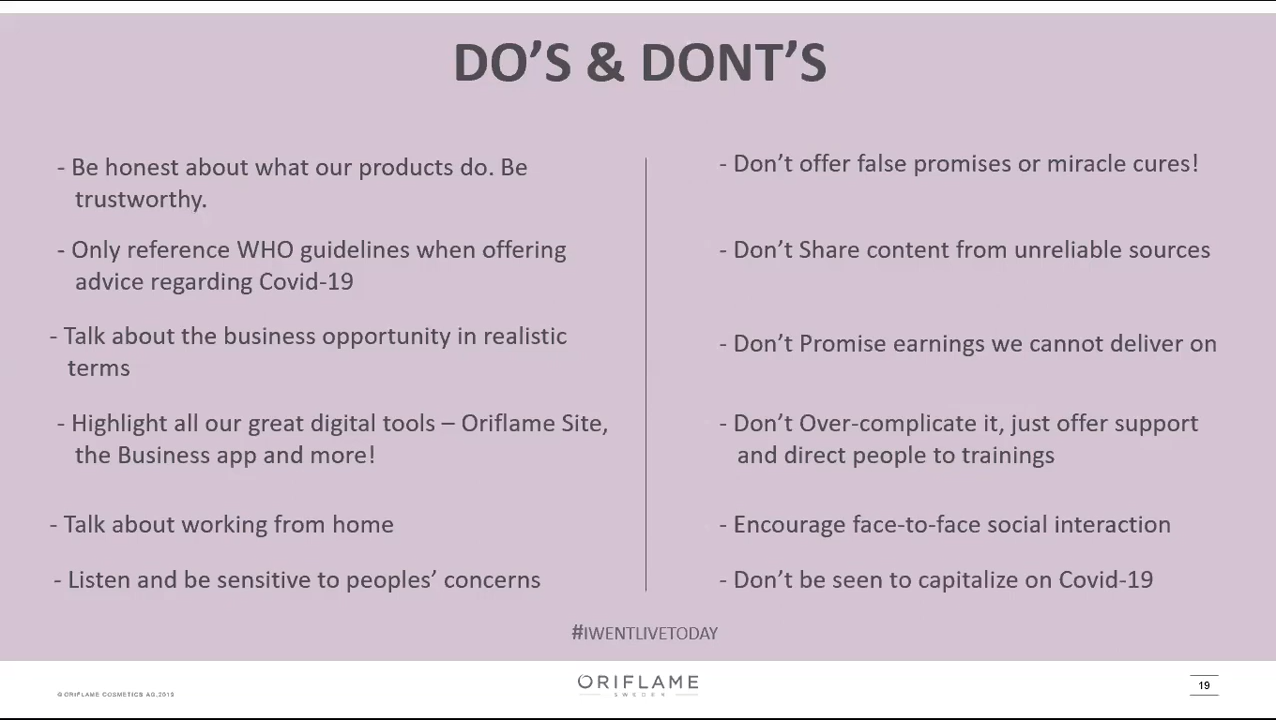 DO’S & DONT’S
- Be honest about what our products do. Be
trustworthy.
- Only reference WHO guidelines when offering
advice regarding Covid-19
- Talk about the business opportunity in realistic
terms
- Highlight all our great digital tools – Oriflame Site,
the Business app and more!
- Talk about working from home
- Listen and be sensitive to peoples’ concerns
- Don’t offer false promises or miracle cures!
- Don’t Share content from unreliable sources
- Don’t Promise earnings we cannot deliver on
- Don’t Over-complicate it, just offer support
and direct people to trainings
- Encourage face-to-face social interaction
- Don’t be seen to capitalize on Covid-19
#IWENTLIVETODAY
ORIFLAME
SWEDEN
© ORIFLAME COSMETICS AG,2013
19